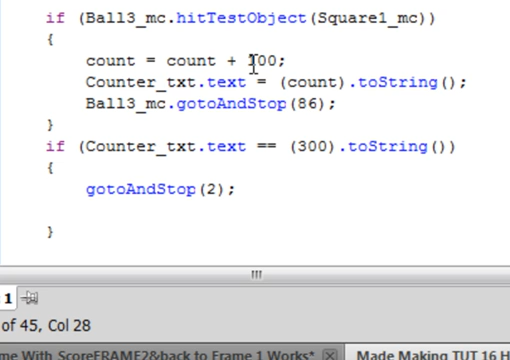 if (Ball3_mc.hitTestObject(Square1_mc))
{
count = count + 100;
Counter_txt.text = (count).toString();
Ball3_mc.gotoAndStop(86);
}
if (Counter_txt.text == (300).toString())
{
gotoAndStop(2);
}
1
of 45, Col 28
me With_ScoreFRAME2&back to Frame 1 Works*
Made Making TUT 16 H